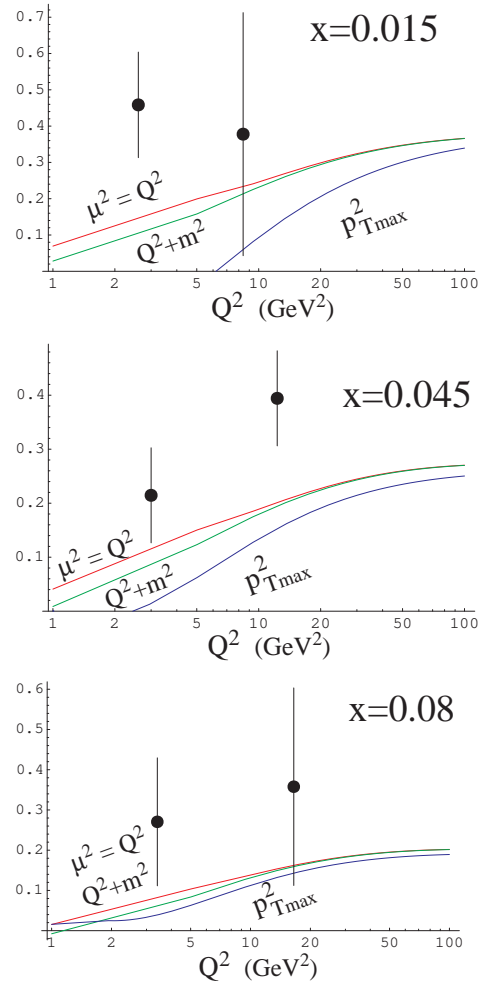 0.7
x=0.015
0.6
0.5
0.4
0.3
μ² = Q²
0.2
Q²+m²
p²Tmax
0.1
1 2 5 10 20 50 100
Q² (GeV²)
x=0.045
0.4
0.3
0.2
μ² = Q²
0.1
Q²+m²
p²Tmax
1 2 5 10 20 50 100
Q² (GeV²)
0.6
x=0.08
0.5
0.4
0.3
μ² = Q²
0.2
Q²+m²
0.1
p²Tmax
1 2 5 10 20 50 100
Q² (GeV²)